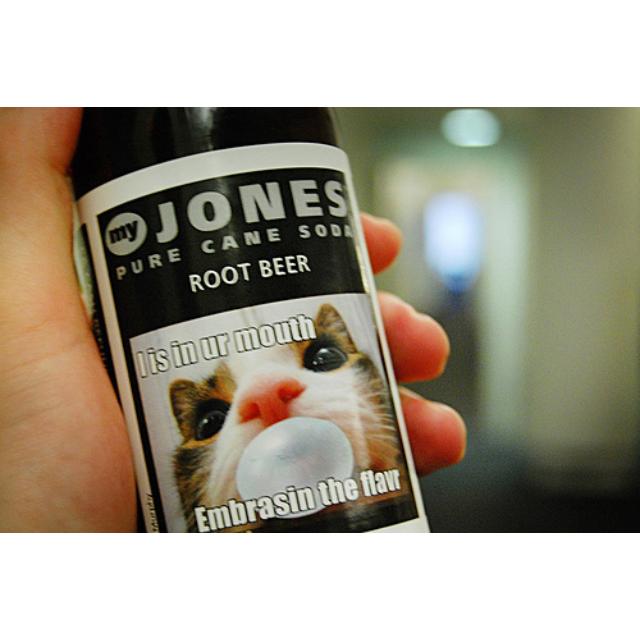 my JONES
PURE CANE SODA
ROOT BEER
I is in ur mouth
Embrasin the flavr